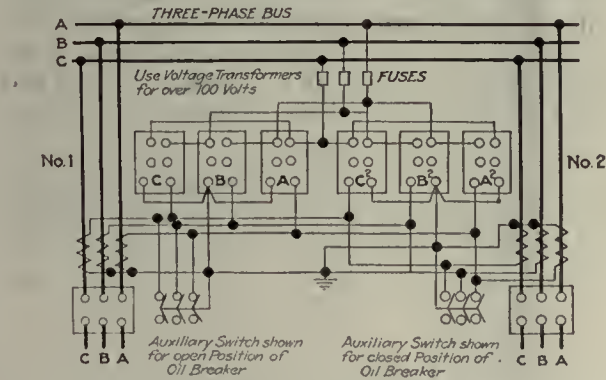 THREE-PHASE BUS
A
B
C
Use Voltage Transformers
for over 700 Volts
FUSES
No.1
No.2
C B A C² B² A²
Auxiliary Switch shown
for open Position of
Oil Breaker
Auxiliary Switch shown
for closed Position of
Oil Breaker
C B A
C B A